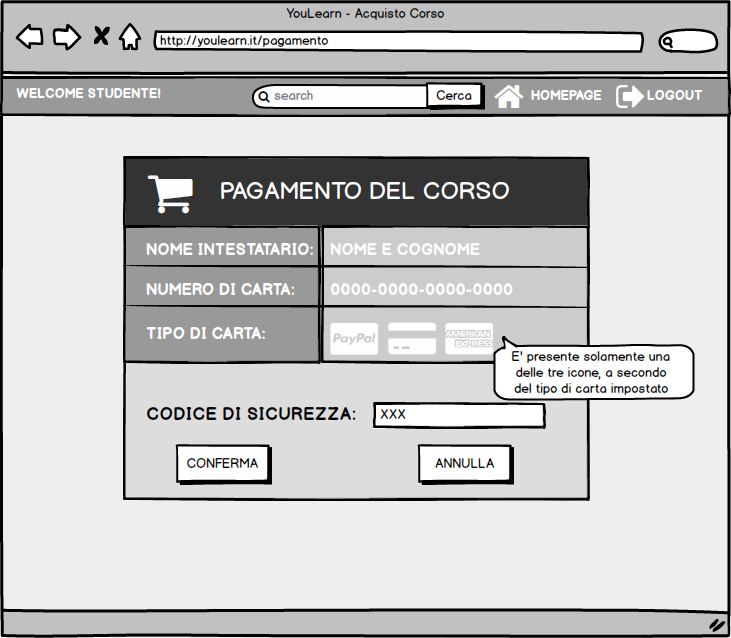 YouLearn - Acquisto Corso
http://youlearn.it/pagamento
WELCOME STUDENTE!
search
Cerca
HOMEPAGE
LOGOUT
PAGAMENTO DEL CORSO
NOME INTESTATARIO: NOME E COGNOME
NUMERO DI CARTA: 0000-0000-0000-0000
TIPO DI CARTA:
PayPal
AMERICAN
EXPRESS
E' presente solamente una
delle tre icone, a secondo
del tipo di carta impostato
CODICE DI SICUREZZA: XXX
CONFERMA
ANNULLA